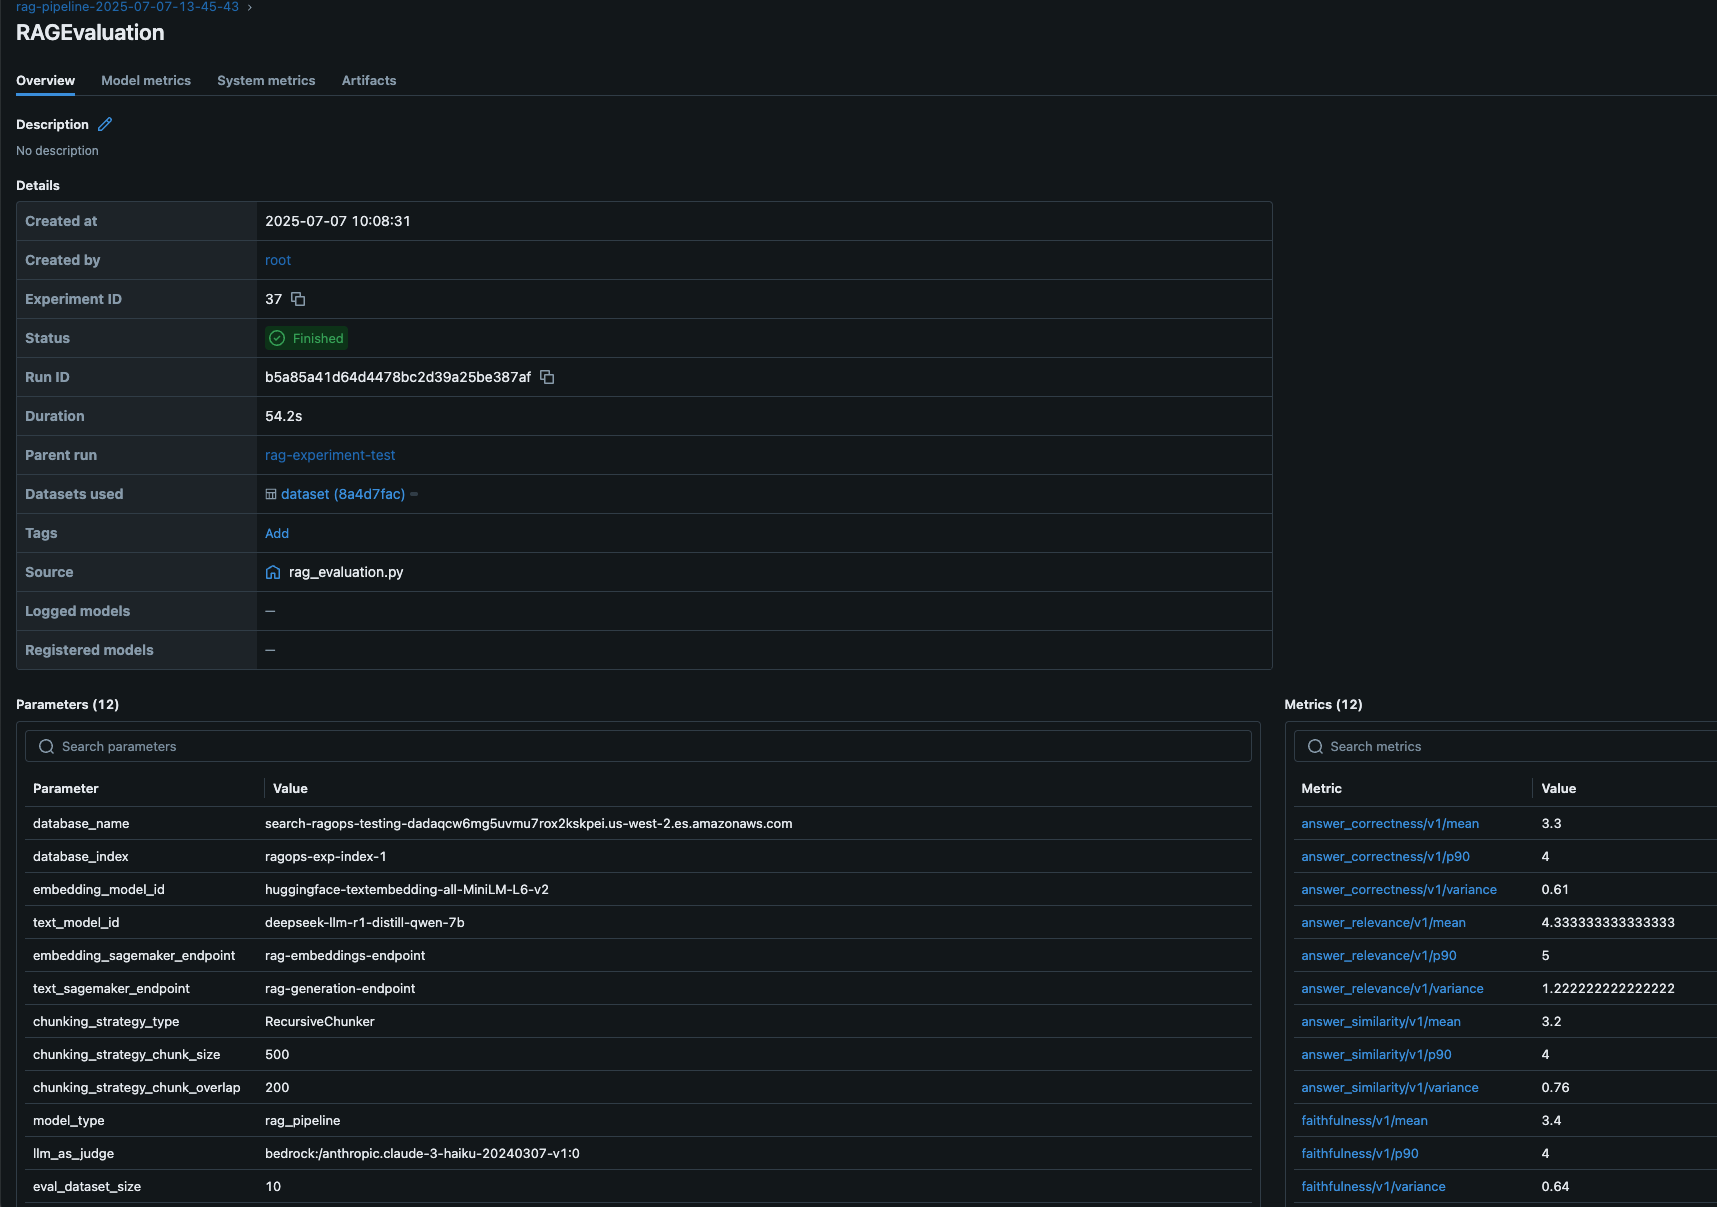 rag-pipeline-2025-07-07-13-45-43 ›
RAGEvaluation
Overview Model metrics System metrics Artifacts
Description
No description
Details
Created at 2025-07-07 10:08:31
Created by root
Experiment ID 37
Status Finished
Run ID b5a85a41d64d4478bc2d39a25be387af
Duration 54.2s
Parent run rag-experiment-test
Datasets used dataset (8a4d7fac)
Tags Add
Source rag_evaluation.py
Logged models —
Registered models —
Parameters (12)
Search parameters
Parameter Value
database_name search-ragops-testing-dadaqcw6mg5uvmu7rox2kskpei.us-west-2.es.amazonaws.com
database_index ragops-exp-index-1
embedding_model_id huggingface-textembedding-all-MiniLM-L6-v2
text_model_id deepseek-llm-r1-distill-qwen-7b
embedding_sagemaker_endpoint rag-embeddings-endpoint
text_sagemaker_endpoint rag-generation-endpoint
chunking_strategy_type RecursiveChunker
chunking_strategy_chunk_size 500
chunking_strategy_chunk_overlap 200
model_type rag_pipeline
llm_as_judge bedrock:/anthropic.claude-3-haiku-20240307-v1:0
eval_dataset_size 10
Metrics (12)
Search metrics
Metric Value
answer_correctness/v1/mean 3.3
answer_correctness/v1/p90 4
answer_correctness/v1/variance 0.61
answer_relevance/v1/mean 4.333333333333333
answer_relevance/v1/p90 5
answer_relevance/v1/variance 1.222222222222222
answer_similarity/v1/mean 3.2
answer_similarity/v1/p90 4
answer_similarity/v1/variance 0.76
faithfulness/v1/mean 3.4
faithfulness/v1/p90 4
faithfulness/v1/variance 0.64